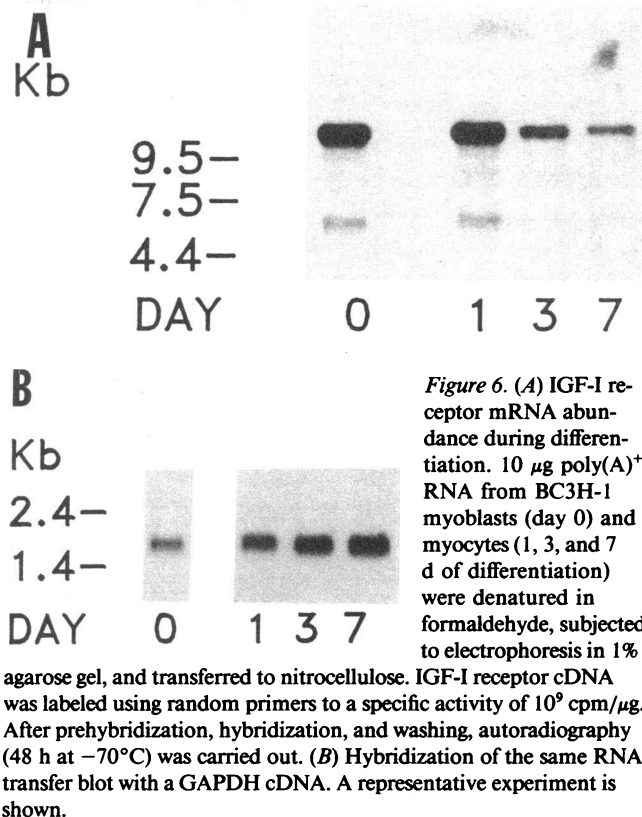 A
Kb
9.5–
7.5–
4.4–
DAY 0 1 3 7
B
Kb
2.4–
1.4–
DAY 0 1 3 7
Figure 6. (A) IGF-I re-
ceptor mRNA abun-
dance during differen-
tiation. 10 μg poly(A)+
RNA from BC3H-1
myoblasts (day 0) and
myocytes (1, 3, and 7
d of differentiation)
were denatured in
formaldehyde, subjected
to electrophoresis in 1%
agarose gel, and transferred to nitrocellulose. IGF-I receptor cDNA
was labeled using random primers to a specific activity of 10⁹ cpm/μg.
After prehybridization, hybridization, and washing, autoradiography
(48 h at −70°C) was carried out. (B) Hybridization of the same RNA
transfer blot with a GAPDH cDNA. A representative experiment is
shown.